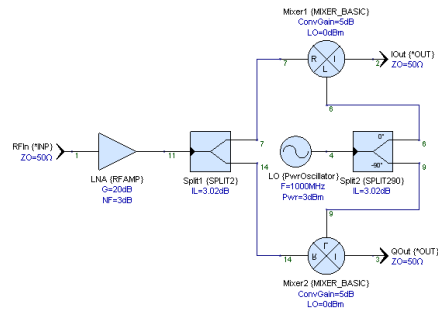 Mixer1 {MIXER_BASIC}
ConvGain=5dB
LO=0dBm
R
I
L
7
2
IOut {*OUT}
ZO=50Ω
6
RFIn {*INP}
ZO=50Ω
1
LNA {RFAMP}
G=20dB
NF=3dB
11
7
14
Split1 {SPLIT2}
IL=3.02dB
LO {PwrOscillator}
F=1000MHz
Pwr=3dBm
4
0°
-90°
6
9
Split2 {SPLIT290}
IL=3.02dB
9
14
R
L
I
3
QOut {*OUT}
ZO=50Ω
Mixer2 {MIXER_BASIC}
ConvGain=5dB
LO=0dBm